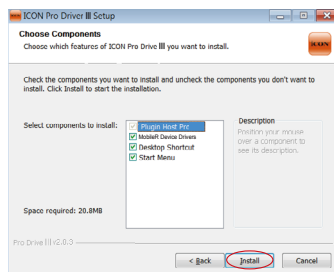 ICON Pro Driver III Setup
Choose Components
Choose which features of ICON Pro Drive III you want to install.
ICON
Check the components you want to install and uncheck the components you don't want to
install. Click Install to start the installation.
Select components to install:
Plugin Host Pro
MobileR Device Drivers
Desktop Shortcut
Start Menu
Description
Position your mouse
over a component to
see its description.
Space required: 20.8MB
Pro Drive III V2.0.3
< Back
Install
Cancel